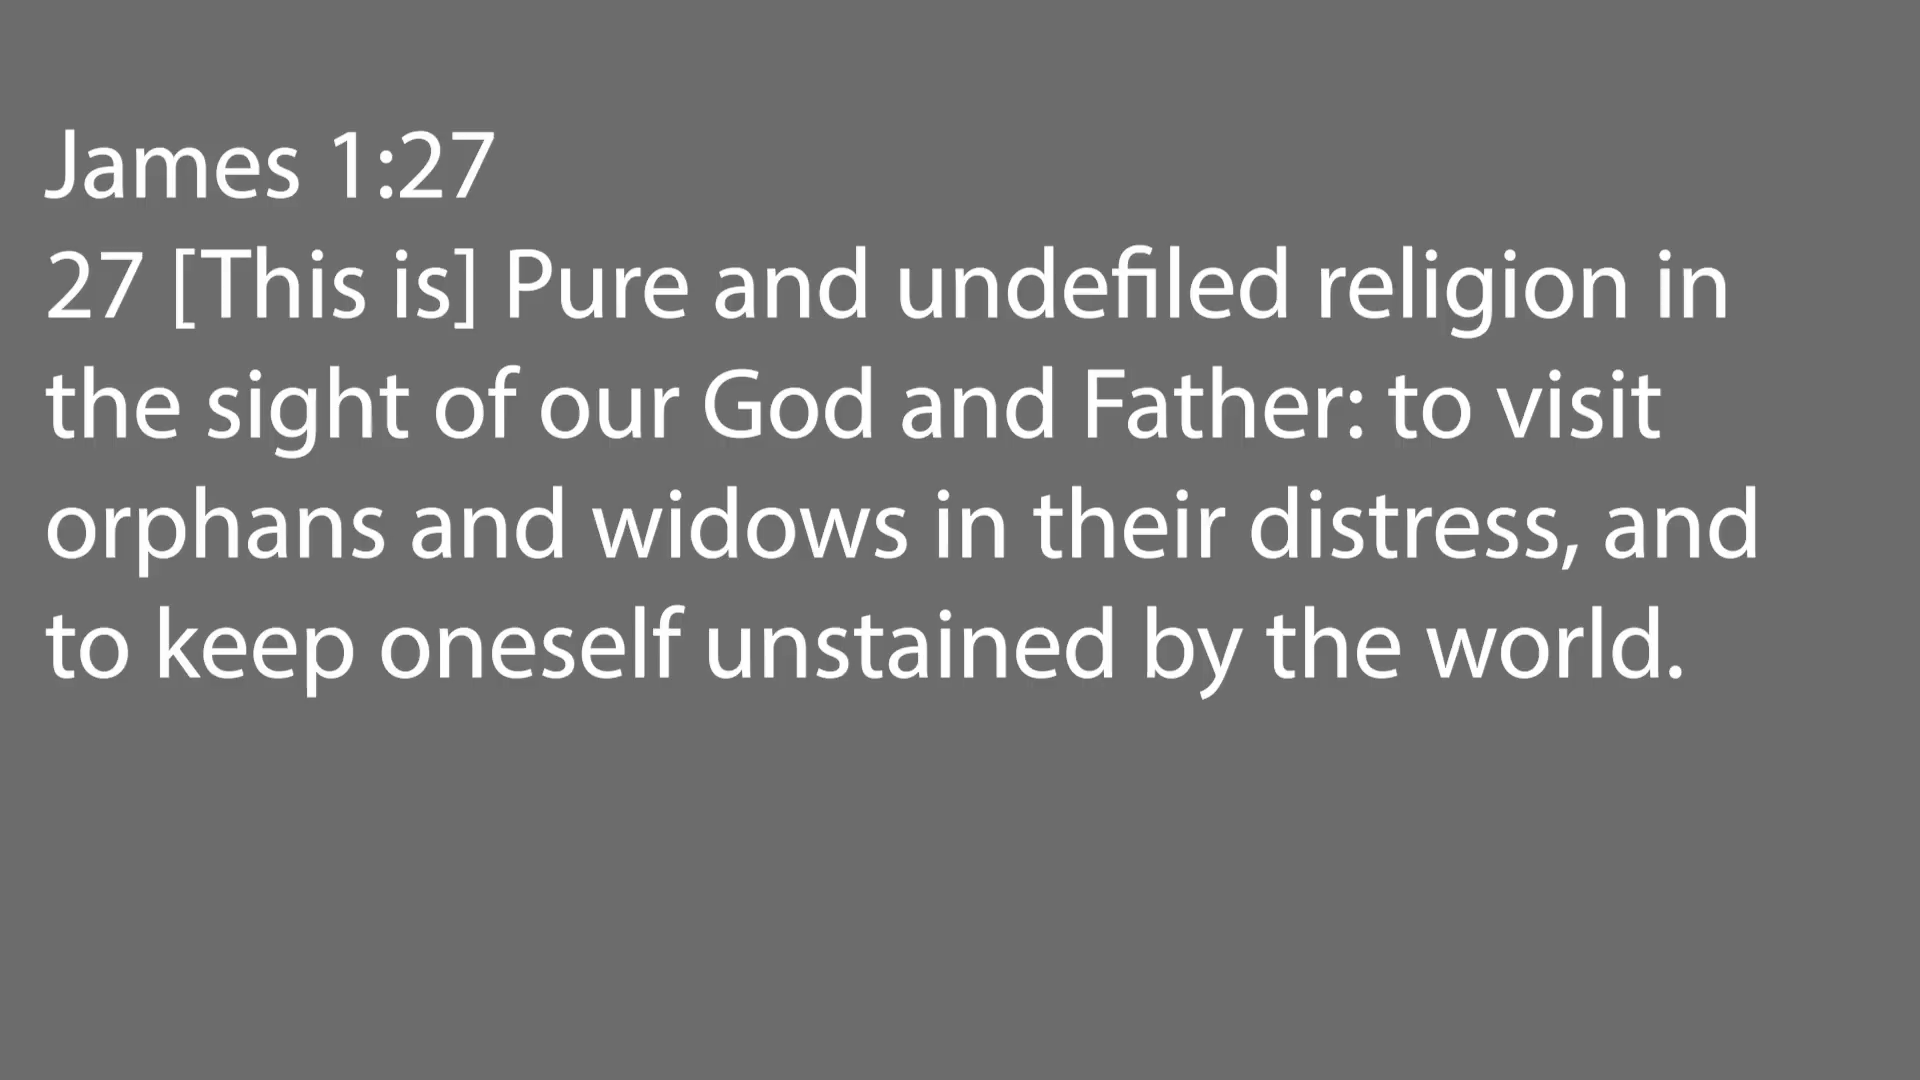 James 1:27
27 [This is] Pure and undefiled religion in
the sight of our God and Father: to visit
orphans and widows in their distress, and
to keep oneself unstained by the world.